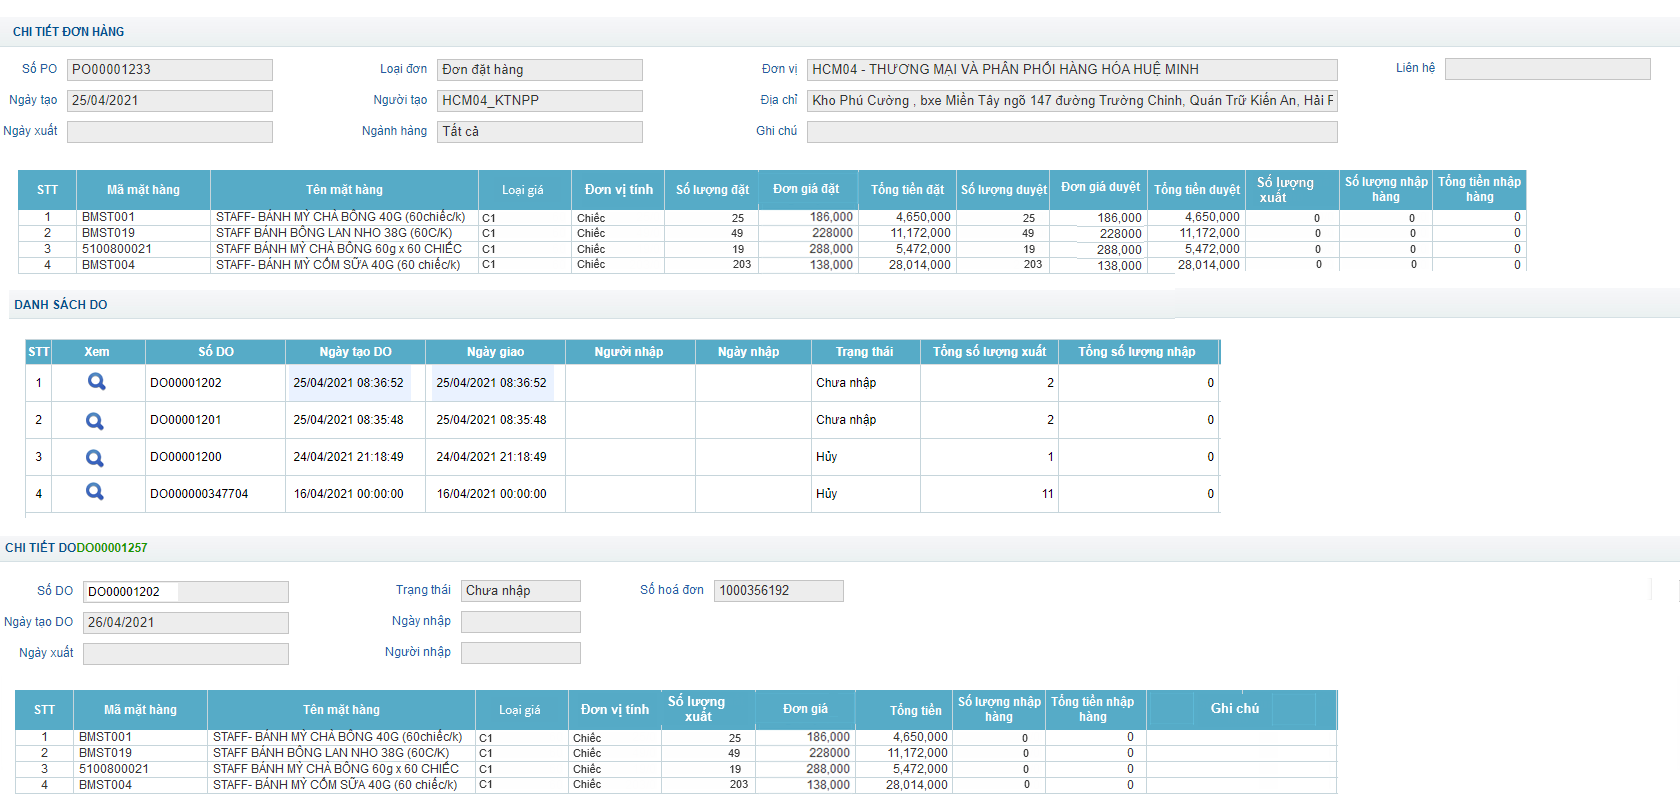 CHI TIẾT ĐƠN HÀNG
Số PO PO00001233 Loại đơn Đơn đặt hàng Đơn vị HCM04 - THƯƠNG MẠI VÀ PHÂN PHỐI HÀNG HÓA HUỆ MINH Liên hệ
Ngày tạo 25/04/2021 Người tạo HCM04_KTNPP Địa chỉ Kho Phú Cường , bxe Miền Tây ngõ 147 đường Trường Chinh, Quán Trữ Kiến An, Hải F
Ngày xuất Ngành hàng Tất cả Ghi chú
STT Mã mặt hàng Tên mặt hàng Loại giá Đơn vị tính Số lượng đặt Đơn giá đặt Tổng tiền đặt Số lượng duyệt Đơn giá duyệt Tổng tiền duyệt Số lượng xuất Số lượng nhập hàng Tổng tiền nhập hàng
1 BMST001 STAFF- BÁNH MỲ CHÀ BÔNG 40G (60chiếc/k) C1 Chiếc 25 186,000 4,650,000 25 186,000 4,650,000 0 0 0
2 BMST019 STAFF BÁNH BÔNG LAN NHO 38G (60C/K) C1 Chiếc 49 228000 11,172,000 49 228000 11,172,000 0 0 0
3 5100800021 STAFF BÁNH MỲ CHÀ BÔNG 60g x 60 CHIẾC C1 Chiếc 19 288,000 5,472,000 19 288,000 5,472,000 0 0 0
4 BMST004 STAFF- BÁNH MỲ CỐM SỮA 40G (60 chiếc/k) C1 Chiếc 203 138,000 28,014,000 203 138,000 28,014,000 0 0 0
DANH SÁCH DO
STT Xem Số DO Ngày tạo DO Ngày giao Người nhập Ngày nhập Trạng thái Tổng số lượng xuất Tổng số lượng nhập
1 DO00001202 25/04/2021 08:36:52 25/04/2021 08:36:52 Chưa nhập 2 0
2 DO00001201 25/04/2021 08:35:48 25/04/2021 08:35:48 Chưa nhập 2 0
3 DO00001200 24/04/2021 21:18:49 24/04/2021 21:18:49 Hủy 1 0
4 DO000000347704 16/04/2021 00:00:00 16/04/2021 00:00:00 Hủy 11 0
CHI TIẾT DODO00001257
Số DO DO00001202 Trạng thái Chưa nhập Số hoá đơn 1000356192
Ngày tạo DO 26/04/2021 Ngày nhập
Ngày xuất Người nhập
STT Mã mặt hàng Tên mặt hàng Loại giá Đơn vị tính Số lượng xuất Đơn giá Tổng tiền Số lượng nhập hàng Tổng tiền nhập hàng Ghi chú
1 BMST001 STAFF- BÁNH MỲ CHÀ BÔNG 40G (60chiếc/k) C1 Chiếc 25 186,000 4,650,000 0 0
2 BMST019 STAFF BÁNH BÔNG LAN NHO 38G (60C/K) C1 Chiếc 49 228000 11,172,000 0 0
3 5100800021 STAFF BÁNH MỲ CHÀ BÔNG 60g x 60 CHIẾC C1 Chiếc 19 288,000 5,472,000 0 0
4 BMST004 STAFF- BÁNH MỲ CỐM SỮA 40G (60 chiếc/k) C1 Chiếc 203 138,000 28,014,000 0 0